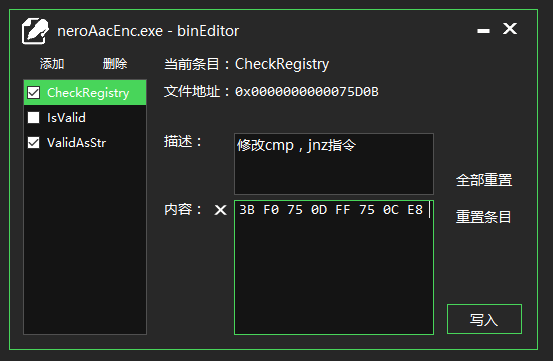 neroAacEnc.exe - binEditor
添加 删除
当前条目：CheckRegistry
CheckRegistry
文件地址：0x0000000000075D0B
IsValid
ValidAsStr
描述：
修改cmp，jnz指令
全部重置
内容：
3B F0 75 0D FF 75 0C E8
重置条目
写入